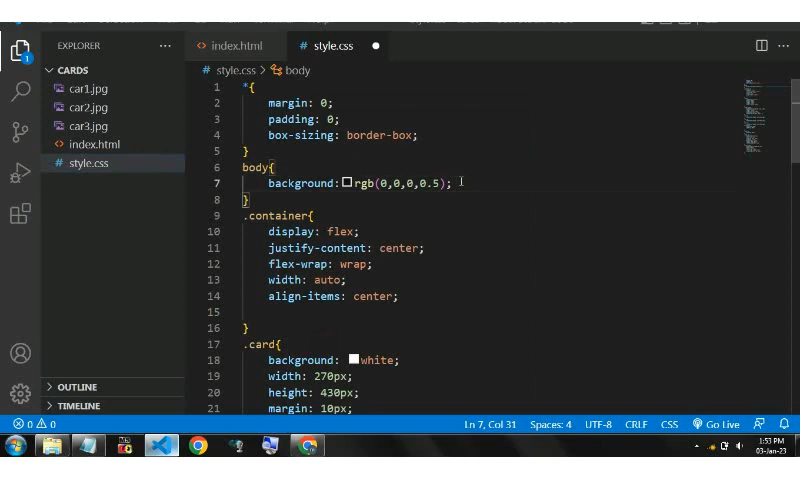 EXPLORER
CARDS
car1.jpg
car2.jpg
car3.jpg
index.html
style.css
OUTLINE
TIMELINE
index.html
# style.css
# style.css > body
1 *{
2 margin: 0;
3 padding: 0;
4 box-sizing: border-box;
5 }
6 body{
7 background: rgb(0,0,0,0.5);
8 }
9 .container{
10 display: flex;
11 justify-content: center;
12 flex-wrap: wrap;
13 width: auto;
14 align-items: center;
15
16 }
17 .card{
18 background: white;
19 width: 270px;
20 height: 430px;
21 margin: 10px;
0 0 Ln 7, Col 31 Spaces: 4 UTF-8 CRLF CSS Go Live
1:53 PM
03-Jan-23